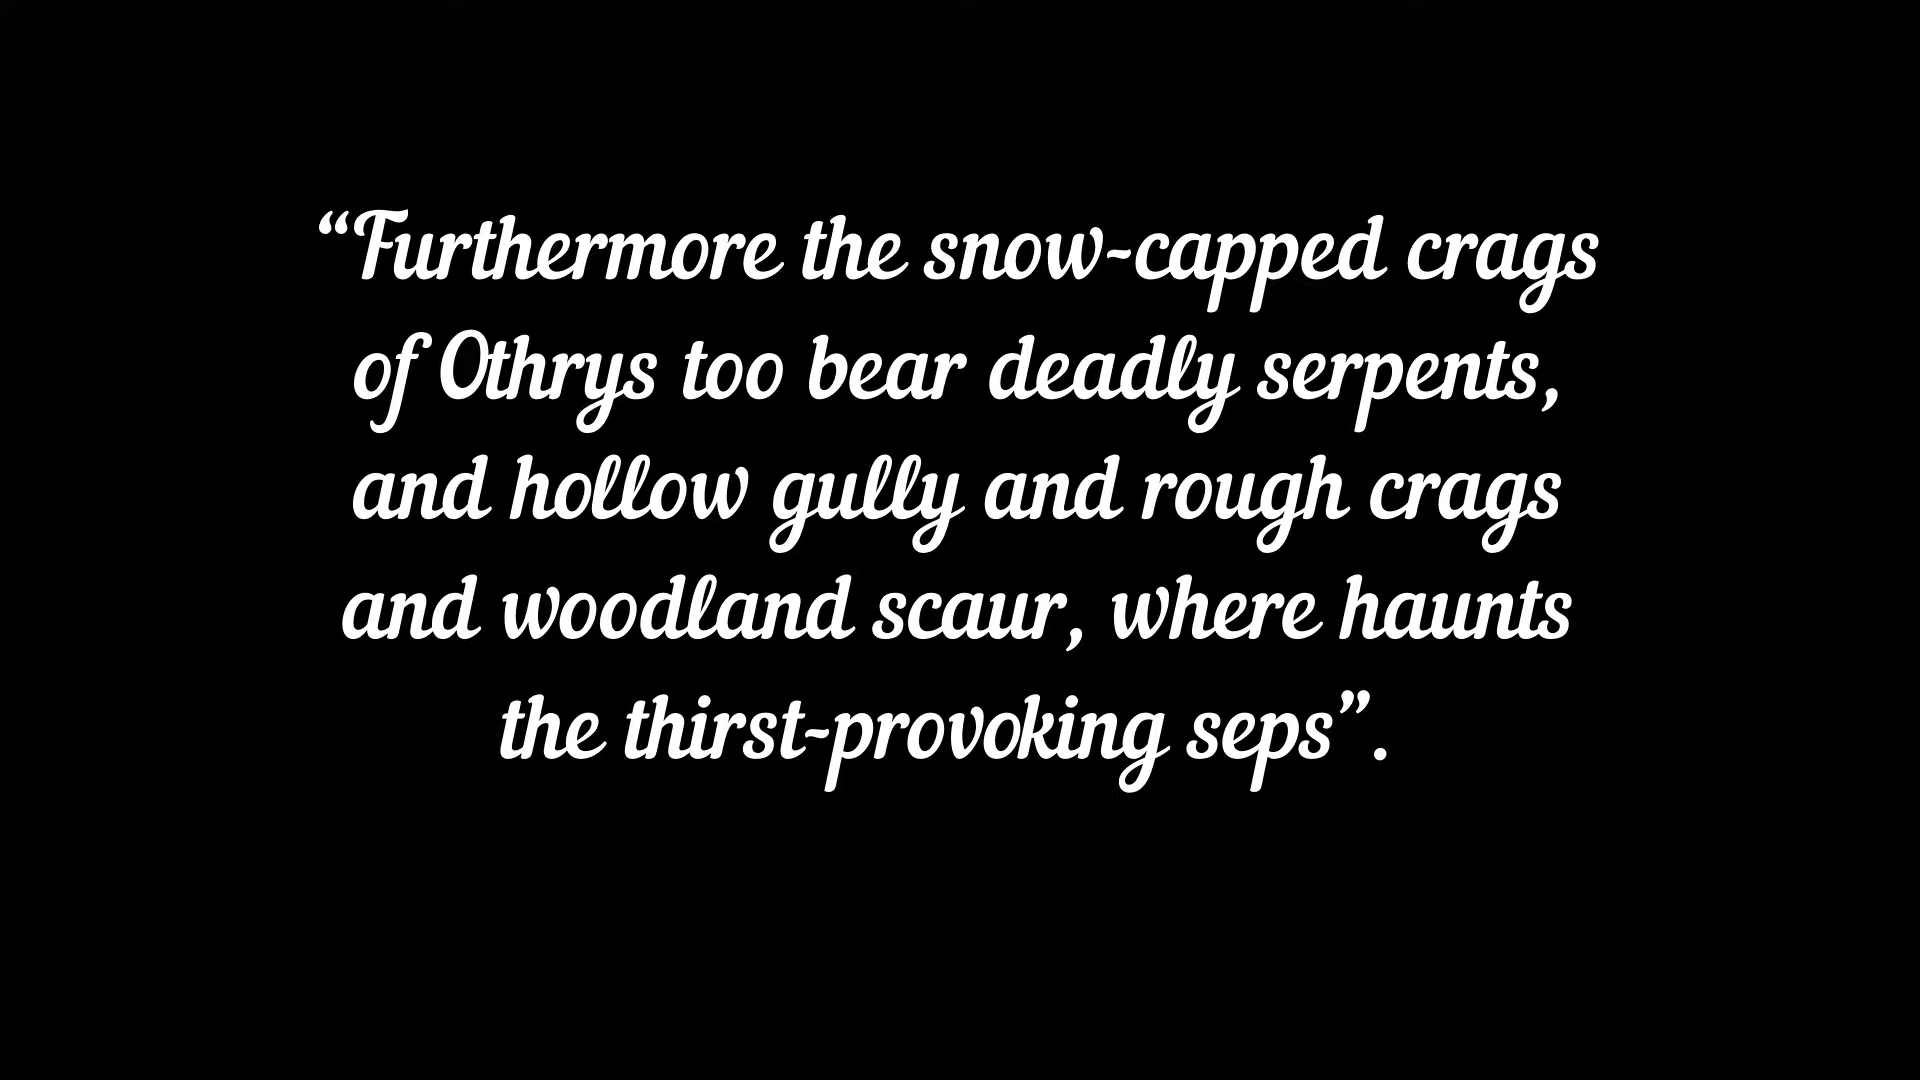 “Furthermore the snow-capped crags
of Othrys too bear deadly serpents,
and hollow gully and rough crags
and woodland scaur, where haunts
the thirst-provoking seps”.